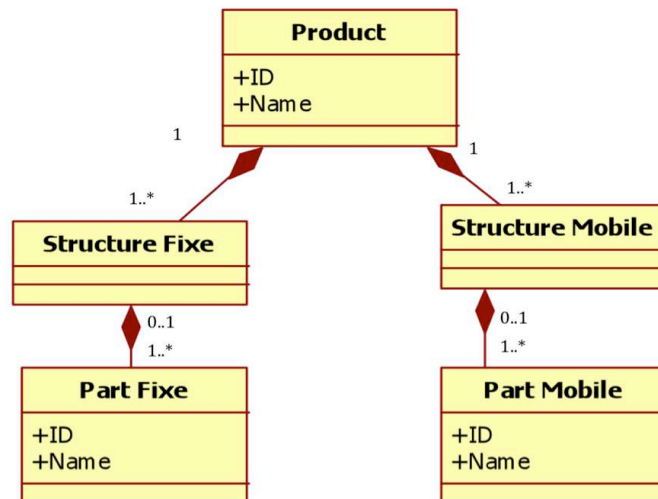 Product
+ID
+Name
1
1
1..*
1..*
Structure Fixe
Structure Mobile
0..1
0..1
1..*
1..*
Part Fixe
Part Mobile
+ID
+Name
+ID
+Name